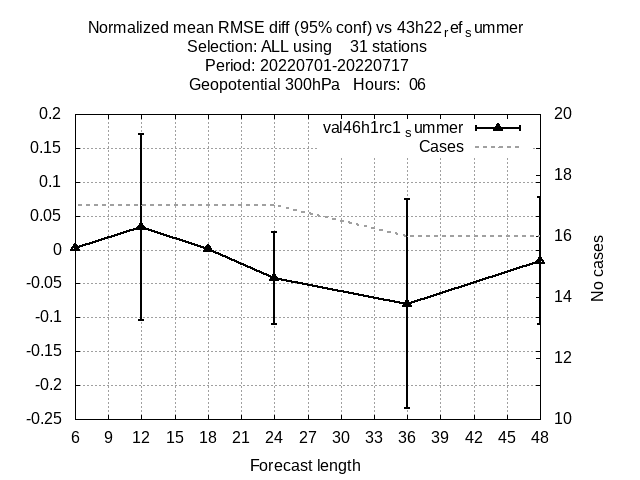 Normalized mean RMSE diff (95% conf) vs 43h22refsummer
Selection: ALL using 31 stations
Period: 20220701-20220717
Geopotential 300hPa Hours: 06
val46h1rc1summer
Cases
0.2
0.15
0.1
0.05
0
-0.05
-0.1
-0.15
-0.2
-0.25
20
18
16
14
12
10
No cases
6 9 12 15 18 21 24 27 30 33 36 39 42 45 48
Forecast length